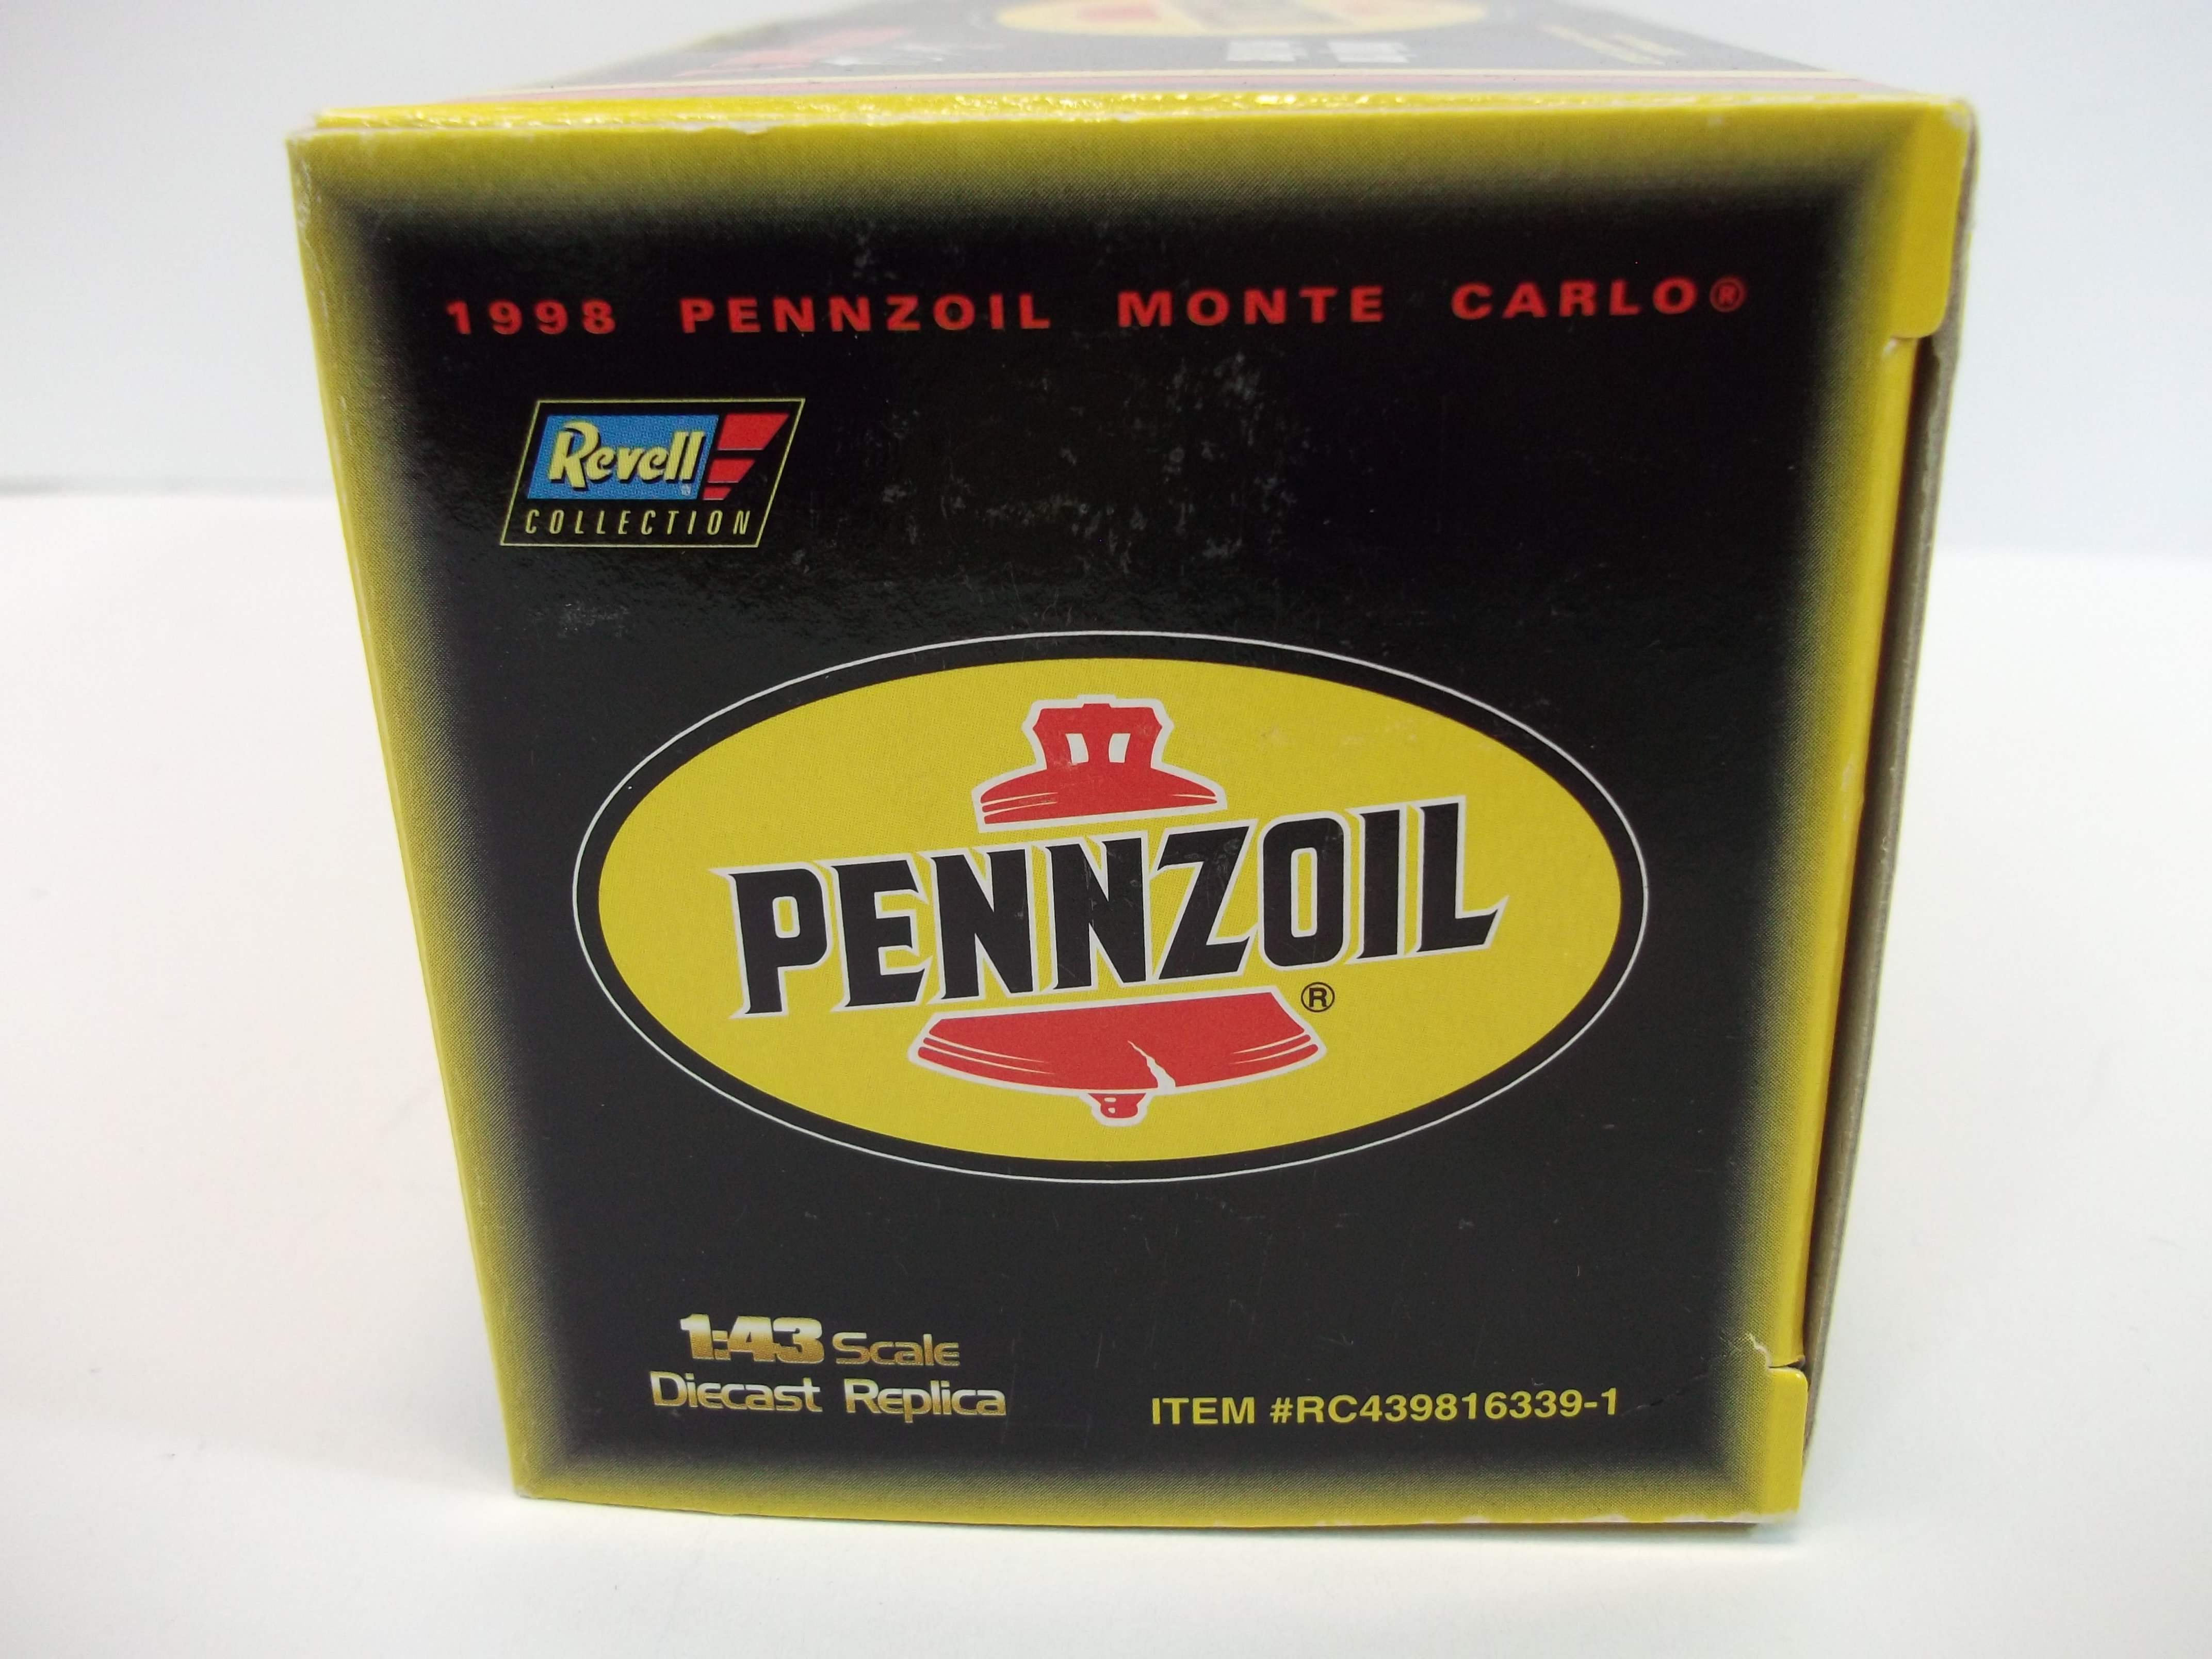 1998 PENNZOIL MONTE CARLO®
Revell®
COLLECTION
PENNZOIL®
1:43 Scale
Diecast Replica
ITEM #RC439816339-1